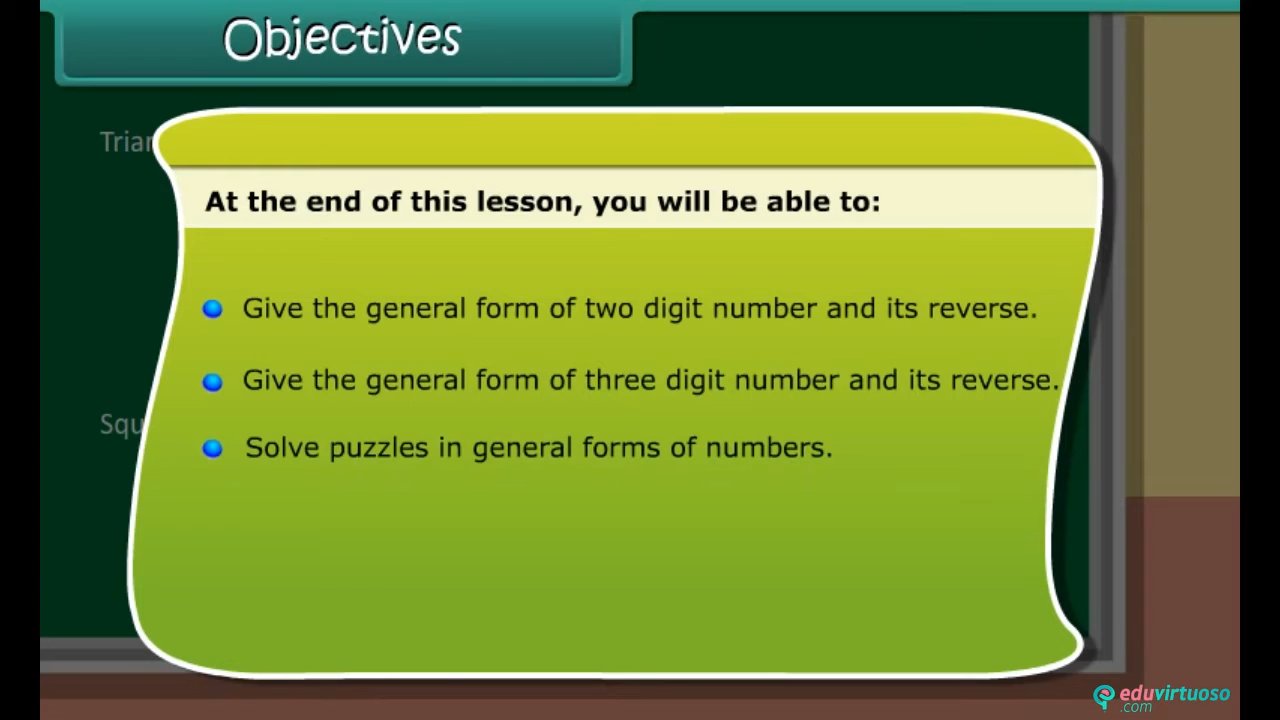 Objectives
At the end of this lesson, you will be able to:
Give the general form of two digit number and its reverse.
Give the general form of three digit number and its reverse.
Solve puzzles in general forms of numbers.
eduvirtuoso
.com